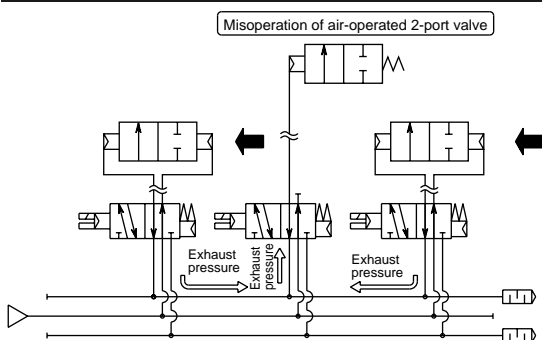 Misoperation of air-operated 2-port valve
Exhaust
pressure
Exhaust
pressure
Exhaust
pressure